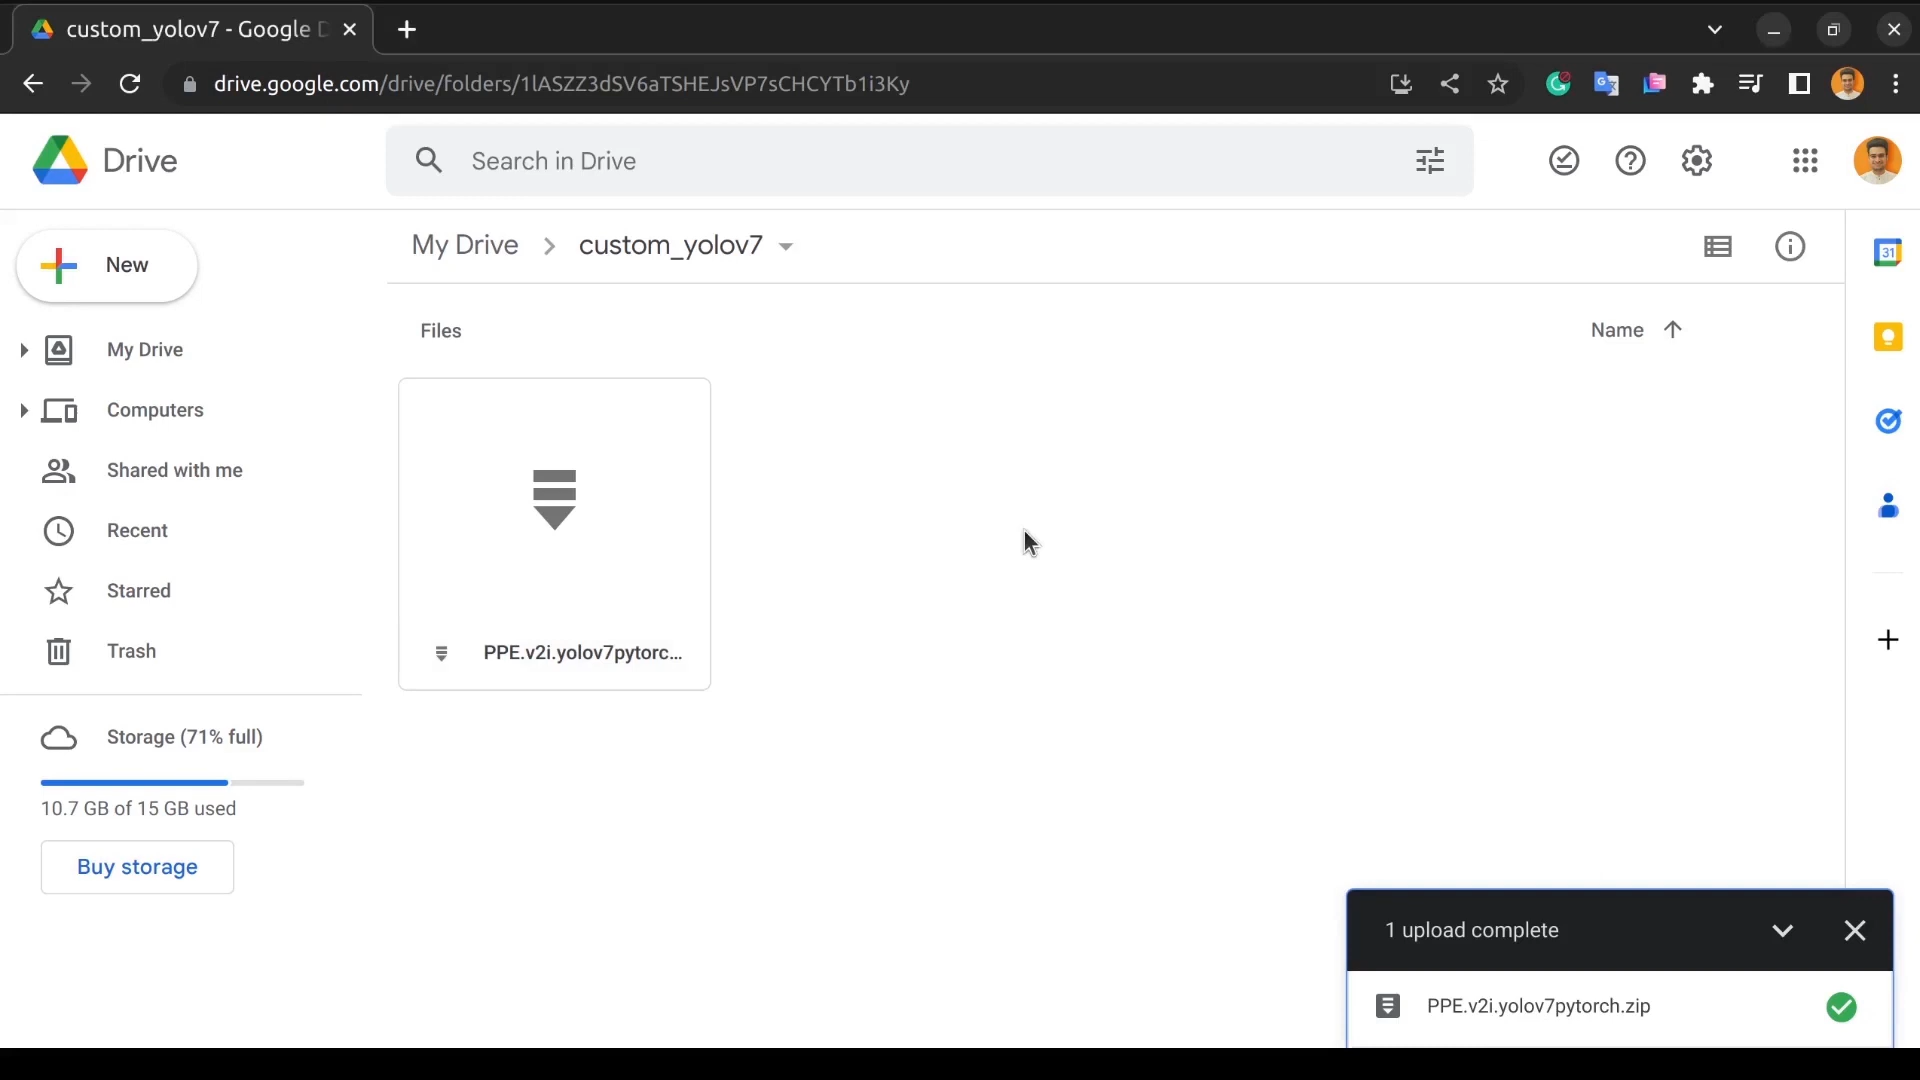 custom_yolov7 - Google D
drive.google.com/drive/folders/1lASZZ3dSV6aTSHEJsVP7sCHCYTb1i3Ky
Drive
Search in Drive
New
My Drive
Computers
Shared with me
Recent
Starred
Trash
Storage (71% full)
10.7 GB of 15 GB used
Buy storage
My Drive > custom_yolov7
Files
Name
PPE.v2i.yolov7pytorc...
31
1 upload complete
PPE.v2i.yolov7pytorch.zip